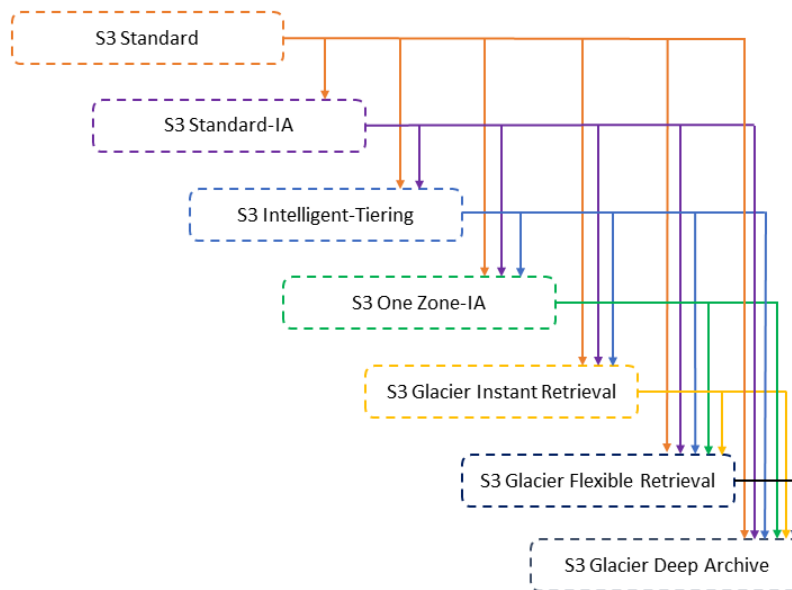 S3 Standard
S3 Standard-IA
S3 Intelligent-Tiering
S3 One Zone-IA
S3 Glacier Instant Retrieval
S3 Glacier Flexible Retrieval
S3 Glacier Deep Archive